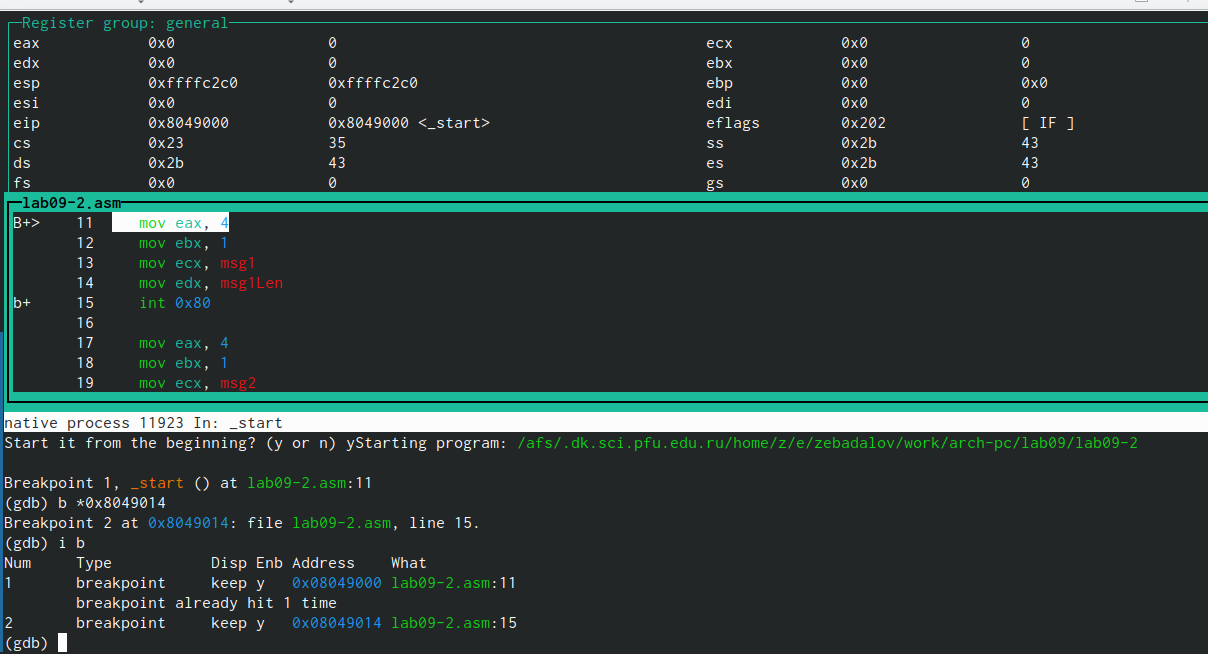 Register group: general
eax 0x0 0 ecx 0x0 0
edx 0x0 0 ebx 0x0 0
esp 0xffffc2c0 0xffffc2c0 ebp 0x0 0x0
esi 0x0 0 edi 0x0 0
eip 0x8049000 0x8049000 <_start> eflags 0x202 [ IF ]
cs 0x23 35 ss 0x2b 43
ds 0x2b 43 es 0x2b 43
fs 0x0 0 gs 0x0 0
lab09-2.asm
B+> 11 mov eax, 4
12 mov ebx, 1
13 mov ecx, msg1
14 mov edx, msg1Len
b+ 15 int 0x80
16
17 mov eax, 4
18 mov ebx, 1
19 mov ecx, msg2
native process 11923 In: _start
Start it from the beginning? (y or n) yStarting program: /afs/.dk.sci.pfu.edu.ru/home/z/e/zebadalov/work/arch-pc/lab09/lab09-2
Breakpoint 1, _start () at lab09-2.asm:11
(gdb) b *0x8049014
Breakpoint 2 at 0x8049014: file lab09-2.asm, line 15.
(gdb) i b
Num Type Disp Enb Address What
1 breakpoint keep y 0x08049000 lab09-2.asm:11
breakpoint already hit 1 time
2 breakpoint keep y 0x08049014 lab09-2.asm:15
(gdb)